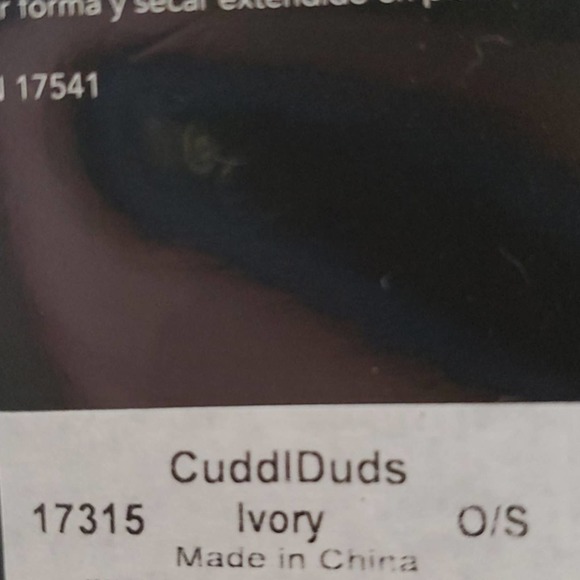 forma y secar extendido
17541
CuddlDuds
17315 Ivory O/S
Made in China